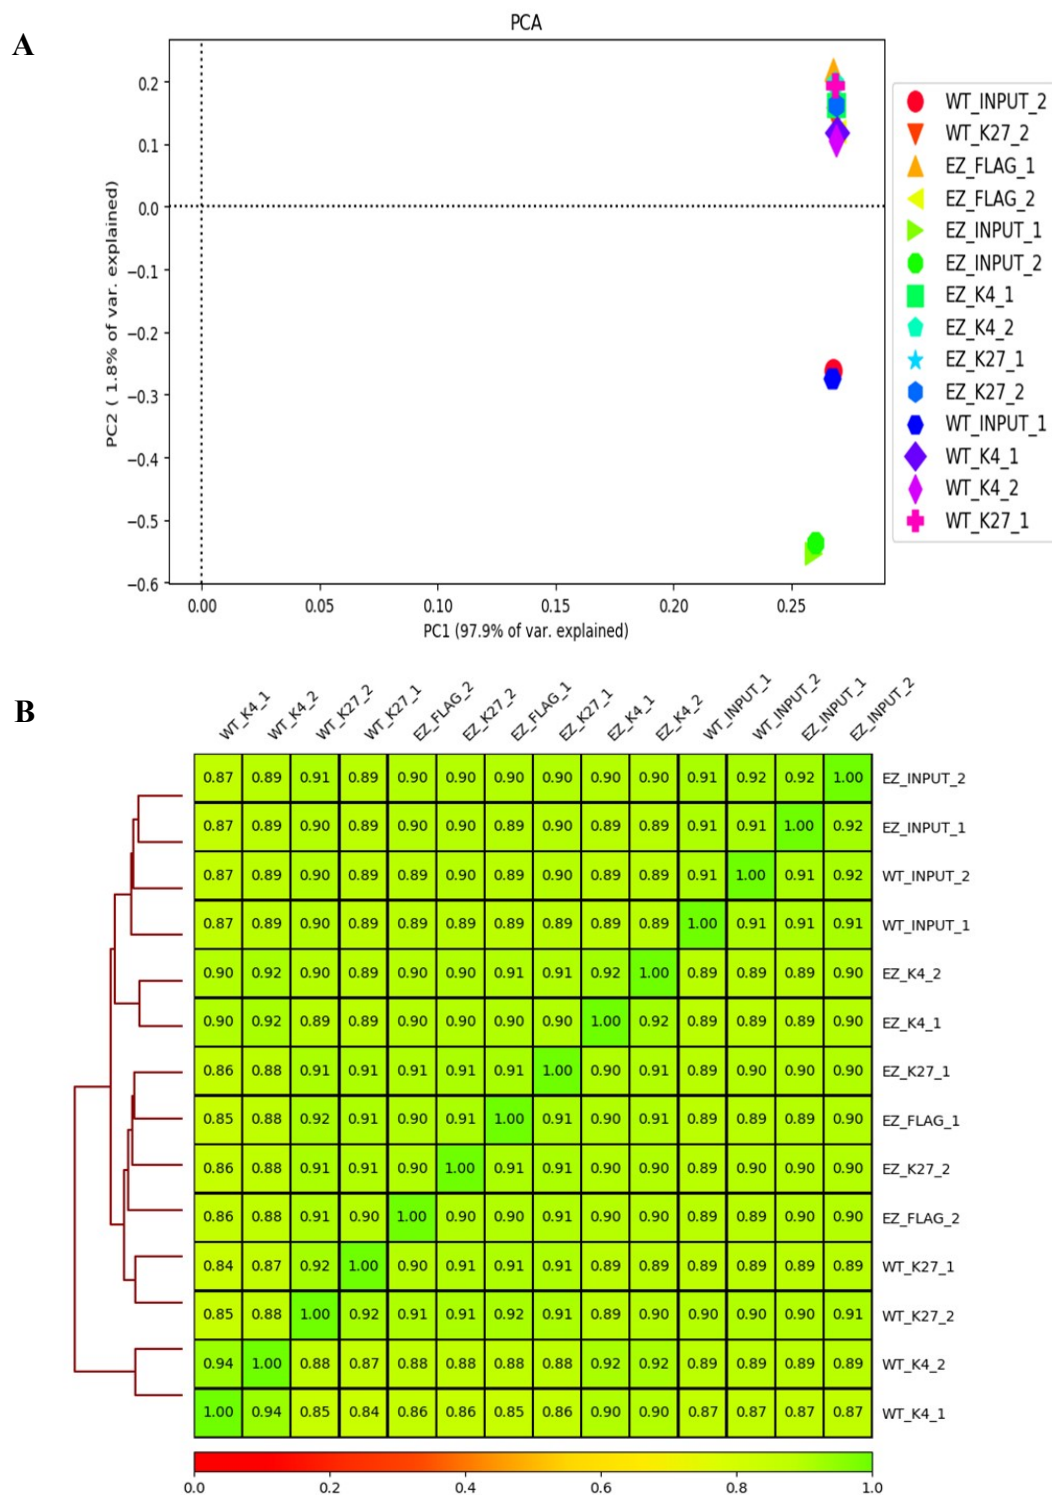 A
PCA
0.2
0.1
0.0
−0.1
−0.2
−0.3
−0.4
−0.5
−0.6
PC2 ( 1.8% of var. explained)
0.00 0.05 0.10 0.15 0.20 0.25
PC1 (97.9% of var. explained)
WT_INPUT_2
WT_K27_2
EZ_FLAG_1
EZ_FLAG_2
EZ_INPUT_1
EZ_INPUT_2
EZ_K4_1
EZ_K4_2
EZ_K27_1
EZ_K27_2
WT_INPUT_1
WT_K4_1
WT_K4_2
WT_K27_1
B
WT_K4_1 WT_K4_2 WT_K27_2 WT_K27_1 EZ_FLAG_2 EZ_K27_2 EZ_FLAG_1 EZ_K27_1 EZ_K4_1 EZ_K4_2 WT_INPUT_1 WT_INPUT_2 EZ_INPUT_1 EZ_INPUT_2
0.87 0.89 0.91 0.89 0.90 0.90 0.90 0.90 0.90 0.90 0.91 0.92 0.92 1.00 EZ_INPUT_2
0.87 0.89 0.90 0.89 0.90 0.90 0.89 0.90 0.89 0.89 0.91 0.91 1.00 0.92 EZ_INPUT_1
0.87 0.89 0.90 0.89 0.89 0.90 0.89 0.90 0.89 0.89 0.91 1.00 0.91 0.92 WT_INPUT_2
0.87 0.89 0.90 0.89 0.89 0.89 0.89 0.89 0.89 0.89 1.00 0.91 0.91 0.91 WT_INPUT_1
0.90 0.92 0.90 0.89 0.90 0.90 0.91 0.91 0.92 1.00 0.89 0.89 0.89 0.90 EZ_K4_2
0.90 0.92 0.89 0.89 0.90 0.90 0.90 0.90 1.00 0.92 0.89 0.89 0.89 0.90 EZ_K4_1
0.86 0.88 0.91 0.91 0.91 0.91 0.91 1.00 0.90 0.91 0.89 0.90 0.90 0.90 EZ_K27_1
0.85 0.88 0.92 0.91 0.90 0.91 1.00 0.91 0.90 0.91 0.89 0.89 0.89 0.90 EZ_FLAG_1
0.86 0.88 0.91 0.91 0.90 1.00 0.91 0.91 0.90 0.90 0.89 0.90 0.90 0.90 EZ_K27_2
0.86 0.88 0.91 0.90 1.00 0.90 0.90 0.91 0.90 0.90 0.89 0.89 0.90 0.90 EZ_FLAG_2
0.84 0.87 0.92 1.00 0.90 0.91 0.91 0.91 0.89 0.89 0.89 0.89 0.89 0.89 WT_K27_1
0.85 0.88 1.00 0.92 0.91 0.91 0.92 0.91 0.89 0.90 0.90 0.90 0.90 0.91 WT_K27_2
0.94 1.00 0.88 0.87 0.88 0.88 0.88 0.88 0.92 0.92 0.89 0.89 0.89 0.89 WT_K4_2
1.00 0.94 0.85 0.84 0.86 0.86 0.85 0.86 0.90 0.90 0.87 0.87 0.87 0.87 WT_K4_1
0.0 0.2 0.4 0.6 0.8 1.0